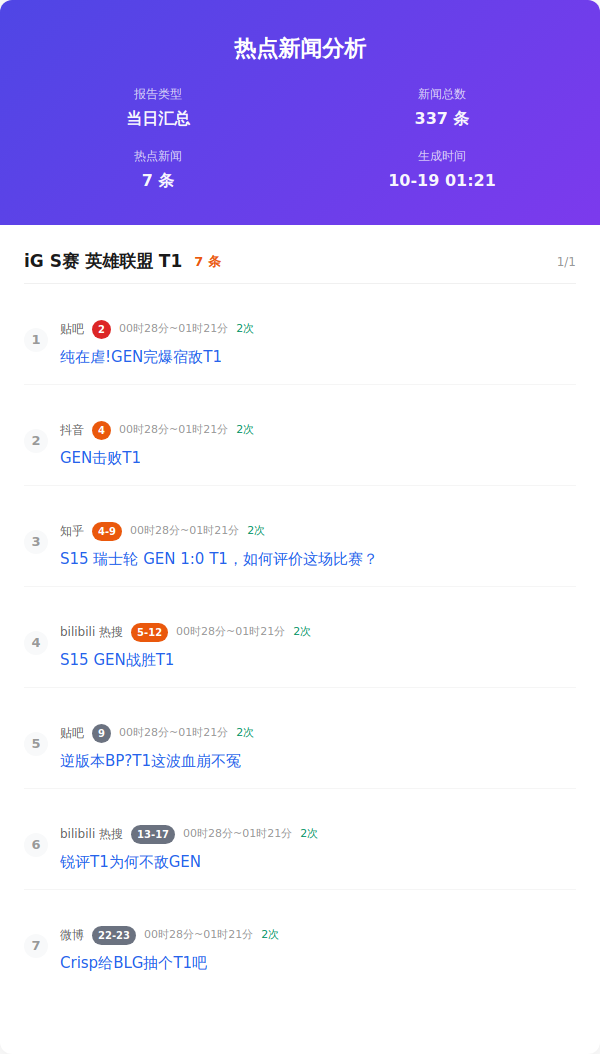 热点新闻分析
报告类型
新闻总数
当日汇总
337 条
热点新闻
生成时间
7 条
10-19 01:21
iG S赛 英雄联盟 T1 7 条 1/1
1
贴吧 2 00时28分~01时21分 2次
纯在虐!GEN完爆宿敌T1
2
抖音 4 00时28分~01时21分 2次
GEN击败T1
3
知乎 4-9 00时28分~01时21分 2次
S15 瑞士轮 GEN 1:0 T1，如何评价这场比赛？
4
bilibili 热搜 5-12 00时28分~01时21分 2次
S15 GEN战胜T1
5
贴吧 9 00时28分~01时21分 2次
逆版本BP?T1这波血崩不冤
6
bilibili 热搜 13-17 00时28分~01时21分 2次
锐评T1为何不敌GEN
7
微博 22-23 00时28分~01时21分 2次
Crisp给BLG抽个T1吧